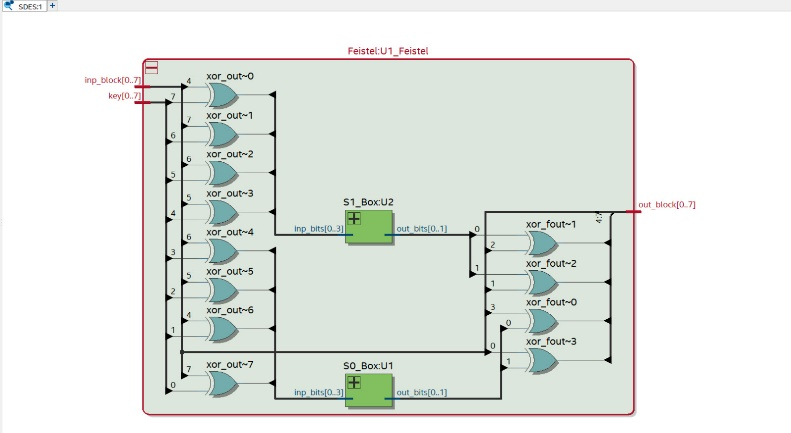 SDES:1
Feistel:U1_Feistel
inp_block[0..7]
key[0..7]
4
xor_out~0
7
7
xor_out~1
6
6
xor_out~2
5
5
xor_out~3
4
6
xor_out~4
3
5
xor_out~5
2
4
xor_out~6
1
7
xor_out~7
0
S1_Box:U2
inp_bits[0..3]
out_bits[0..1]
S0_Box:U1
inp_bits[0..3]
out_bits[0..1]
0
xor_fout~1
2
1
xor_fout~2
1
3
xor_fout~0
0
0
xor_fout~3
1
4:7
out_block[0..7]